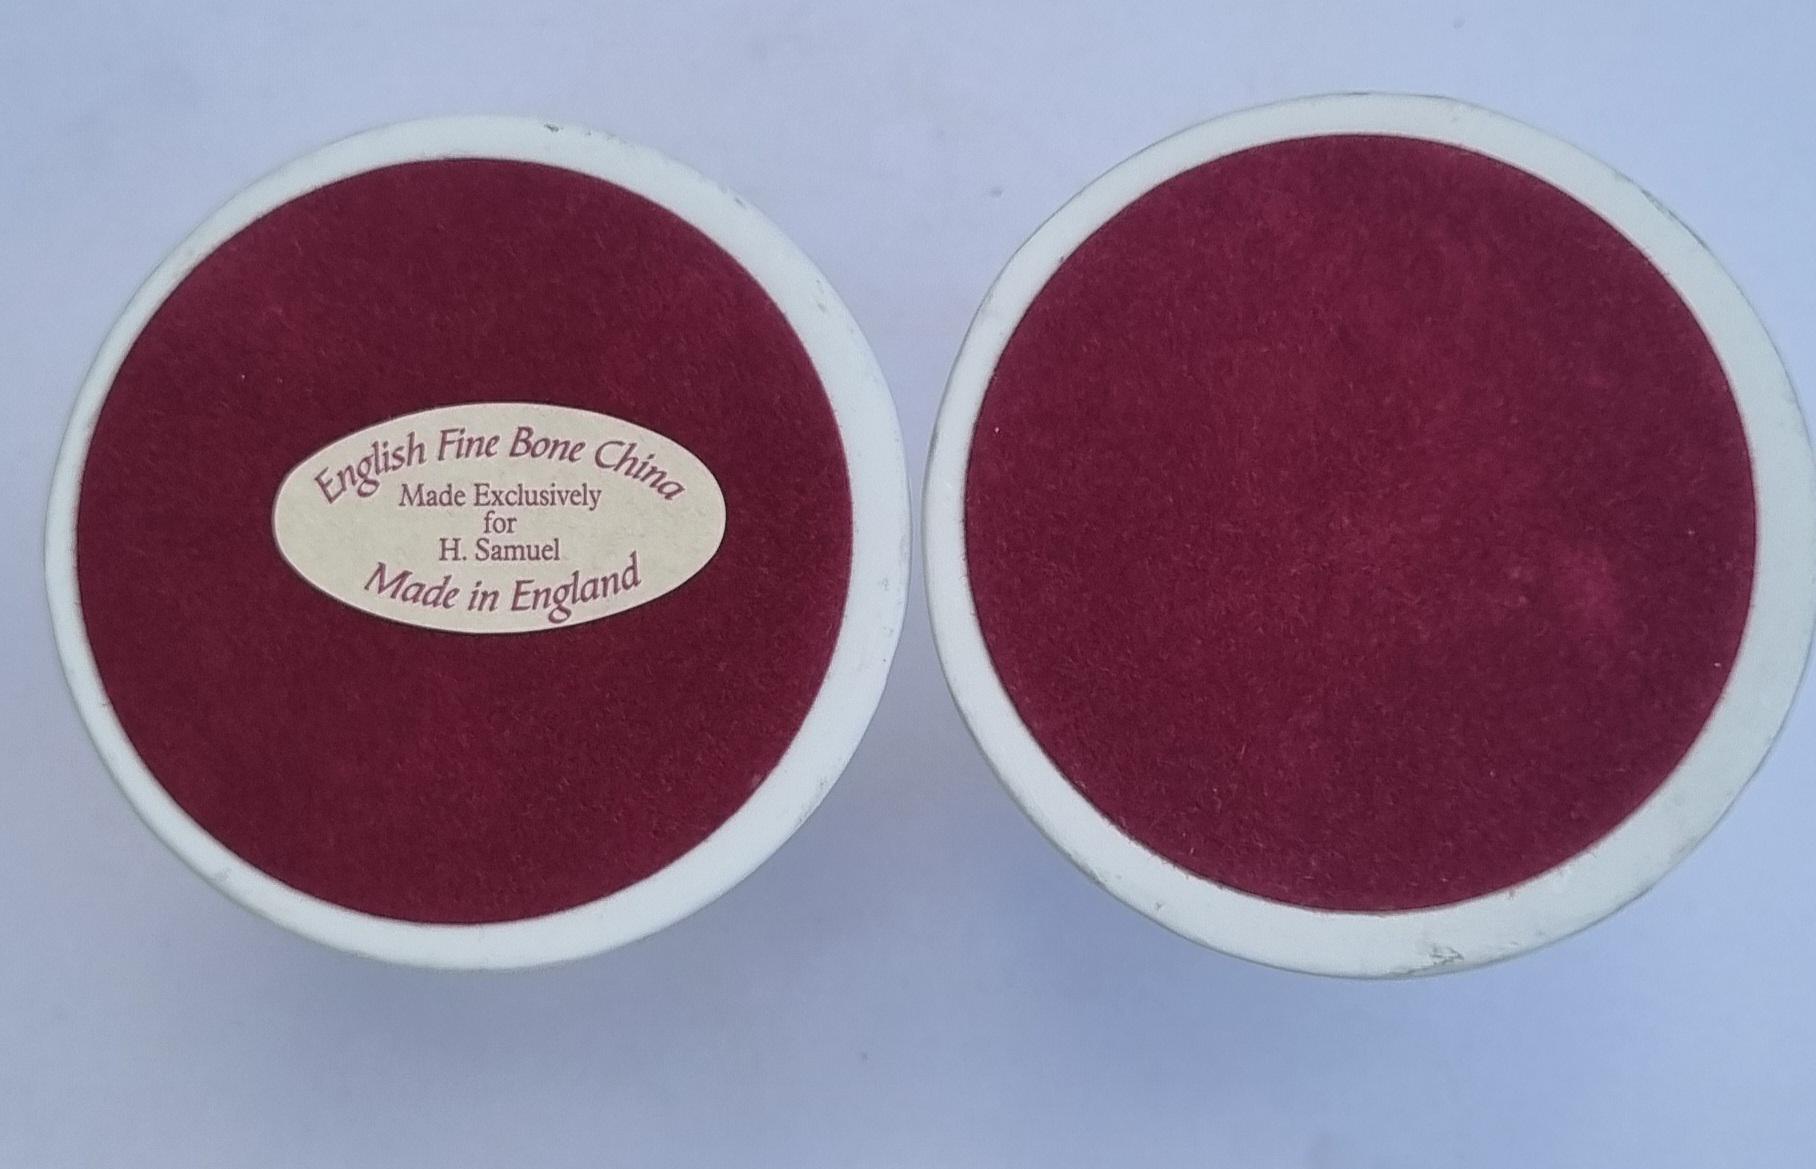 English Fine Bone China
Made Exclusively
for
H. Samuel
Made in England